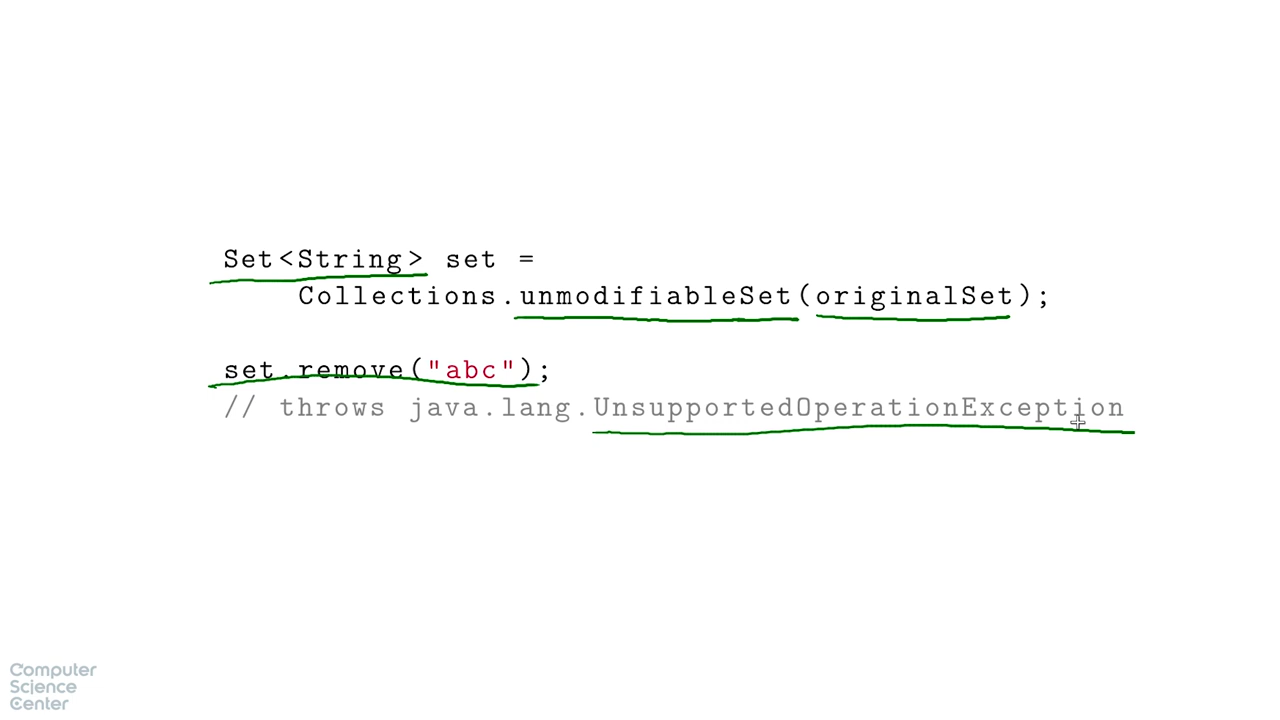 Set<String> set =
Collections.unmodifiableSet(originalSet);
set.remove("abc");
// throws java.lang.UnsupportedOperationException
Computer
Science
Center